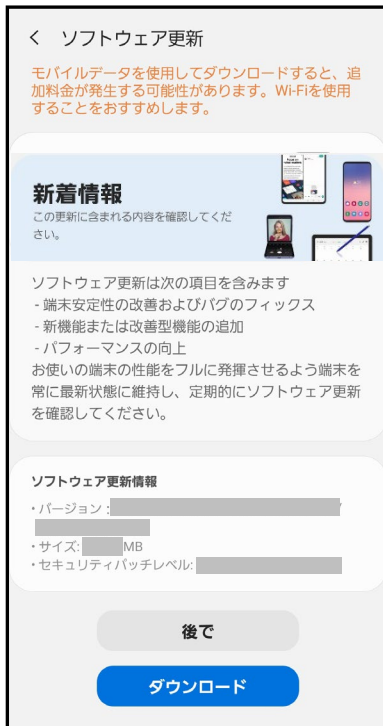 ソフトウェア更新
モバイルデータを使用してダウンロードすると、追
加料金が発生する可能性があります。Wi-Fiを使用
することをおすすめします。
新着情報
この更新に含まれる内容を確認してくだ
さい。
ソフトウェア更新は次の項目を含みます
- 端末安定性の改善およびバグのフィックス
- 新機能または改善型機能の追加
- パフォーマンスの向上
お使いの端末の性能をフルに発揮させるよう端末を
常に最新状態に維持し、定期的にソフトウェア更新
を確認してください。
ソフトウェア更新情報
・バージョン : /
・サイズ: MB
・セキュリティパッチレベル:
後で
ダウンロード